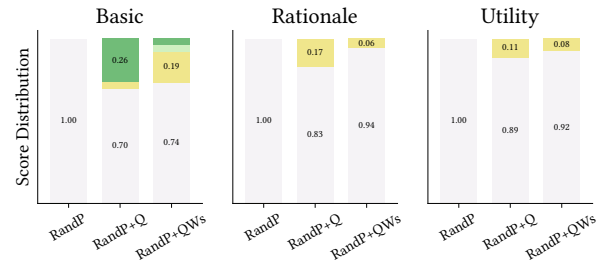 Basic
Rationale
Utility
Score Distribution
1.00
0.26
0.70
0.19
0.74
1.00
0.17
0.83
0.06
0.94
1.00
0.11
0.89
0.08
0.92
RandP
RandP+Q
RandP+QWs
RandP
RandP+Q
RandP+QWs
RandP
RandP+Q
RandP+QWs